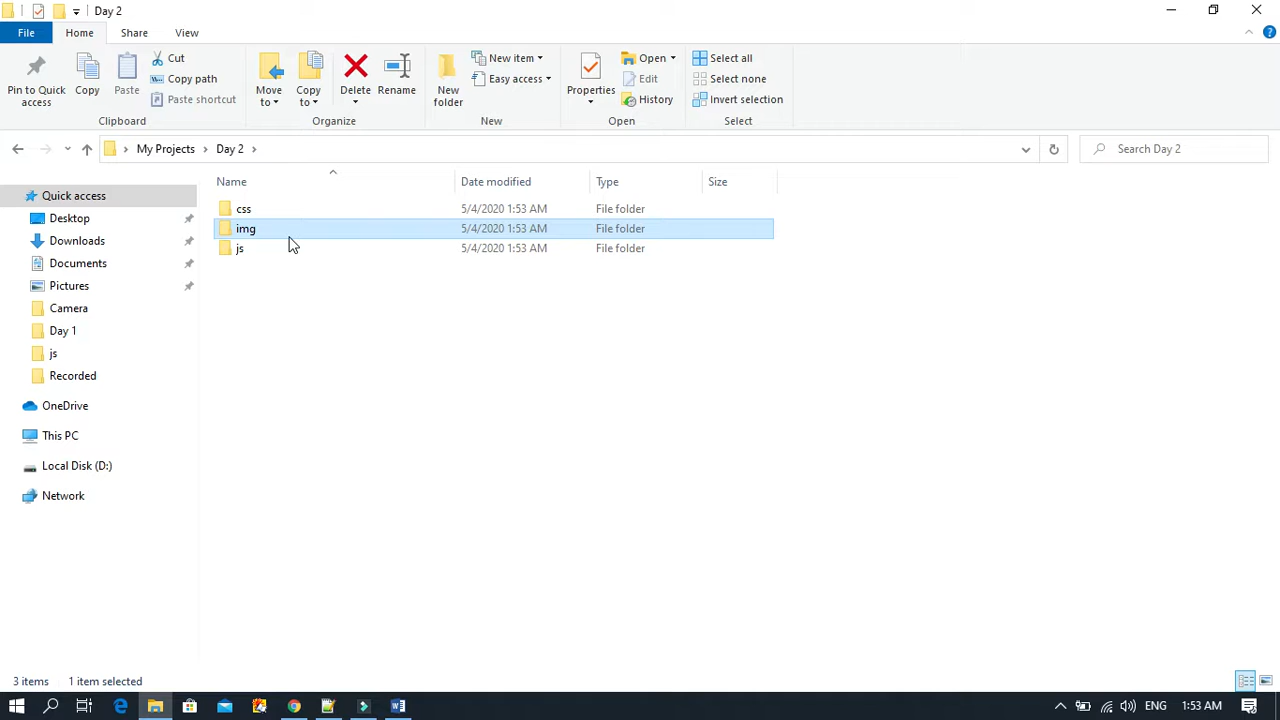 Day 2
File Home Share View
Pin to Quick access
Copy
Paste
Cut
Copy path
Paste shortcut
Clipboard
Move to
Copy to
Delete
Rename
Organize
New folder
New item
Easy access
New
Properties
Open
Edit
History
Open
Select all
Select none
Invert selection
Select
My Projects Day 2
Search Day 2
Name Date modified Type Size
css 5/4/2020 1:53 AM File folder
img 5/4/2020 1:53 AM File folder
js 5/4/2020 1:53 AM File folder
Quick access
Desktop
Downloads
Documents
Pictures
Camera
Day 1
js
Recorded
OneDrive
This PC
Local Disk (D:)
Network
3 items 1 item selected
ENG 1:53 AM